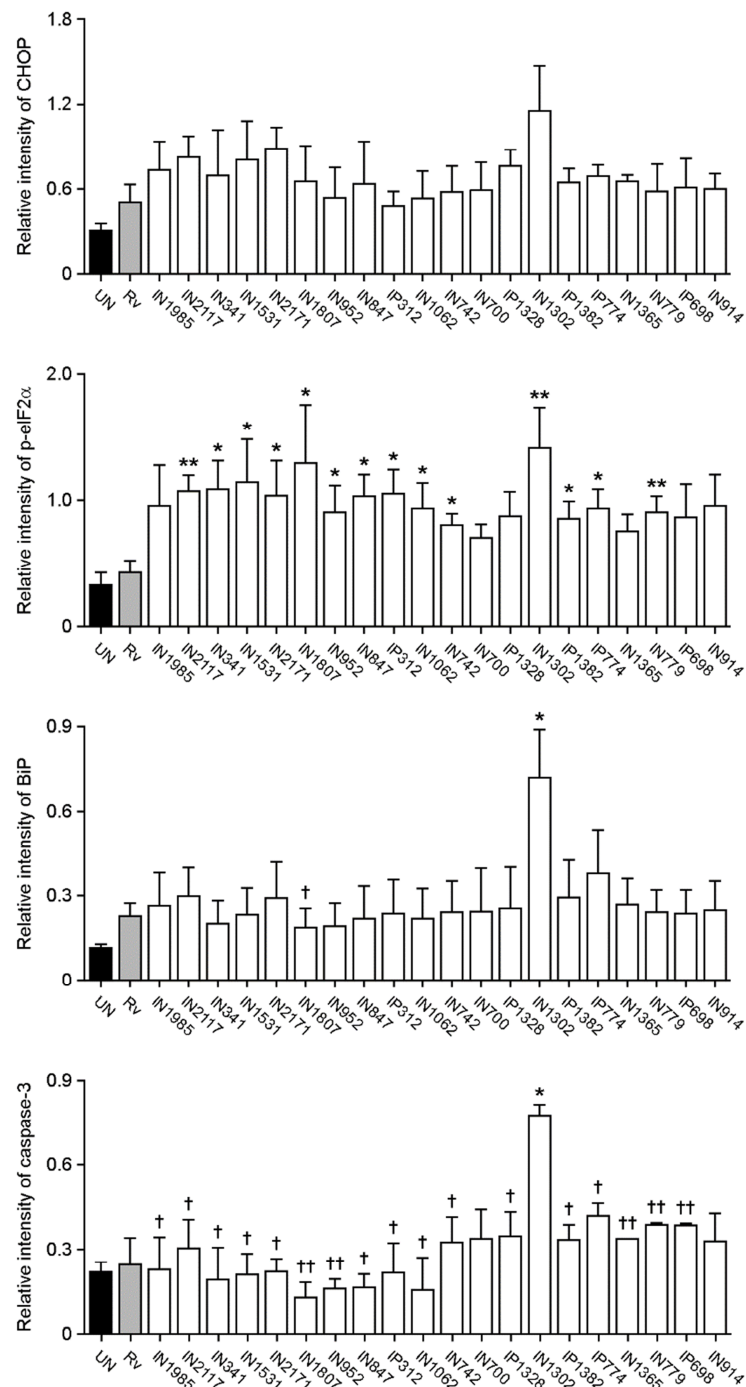 Relative intensity of CHOP
1.8
1.2
0.6
0
UN Rv IN1985 IN2117 IN341 IN1531 IN2171 IN1807 IN952 IN847 IP312 IN1062 IN742 IN700 IP1328 IN1302 IP1382 IP774 IN1365 IN779 IP698 IN914
Relative intensity of p-eIF2α
2.0
** * * * * * * * * * ** * * **
1.0
0
UN Rv IN1985 IN2117 IN341 IN1531 IN2171 IN1807 IN952 IN847 IP312 IN1062 IN742 IN700 IP1328 IN1302 IP1382 IP774 IN1365 IN779 IP698 IN914
Relative intensity of BiP
0.9
*
0.6
0.3
†
0
UN Rv IN1985 IN2117 IN341 IN1531 IN2171 IN1807 IN952 IN847 IP312 IN1062 IN742 IN700 IP1328 IN1302 IP1382 IP774 IN1365 IN779 IP698 IN914
Relative intensity of caspase-3
0.9
*
0.6
† † † † † †† †† † † † † † † † †† †† ††
0.3
0
UN Rv IN1985 IN2117 IN341 IN1531 IN2171 IN1807 IN952 IN847 IP312 IN1062 IN742 IN700 IP1328 IN1302 IP1382 IP774 IN1365 IN779 IP698 IN914